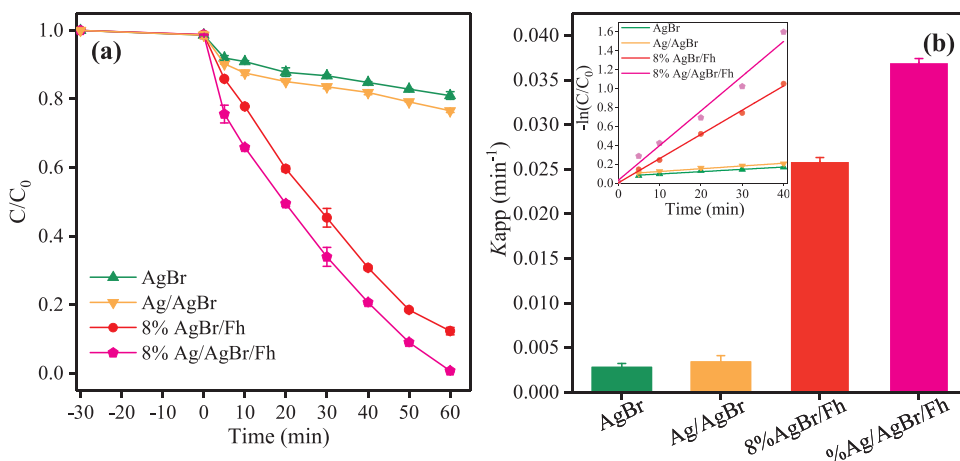 (a)
C/C0
1.0
0.8
0.6
0.4
0.2
0.0
AgBr
Ag/AgBr
8% AgBr/Fh
8% Ag/AgBr/Fh
-30 -20 -10 0 10 20 30 40 50 60
Time (min)
(b)
Kapp (min-1)
0.040
0.035
0.030
0.025
0.020
0.015
0.010
0.005
0.000
AgBr
Ag/AgBr
8% AgBr/Fh
8% Ag/AgBr/Fh
-ln(C/C0)
1.6
1.4
1.2
1.0
0.8
0.6
0.4
0.2
0.0
0 10 20 30 40
Time (min)
AgBr
Ag/AgBr
8%AgBr/Fh
%Ag/AgBr/Fh